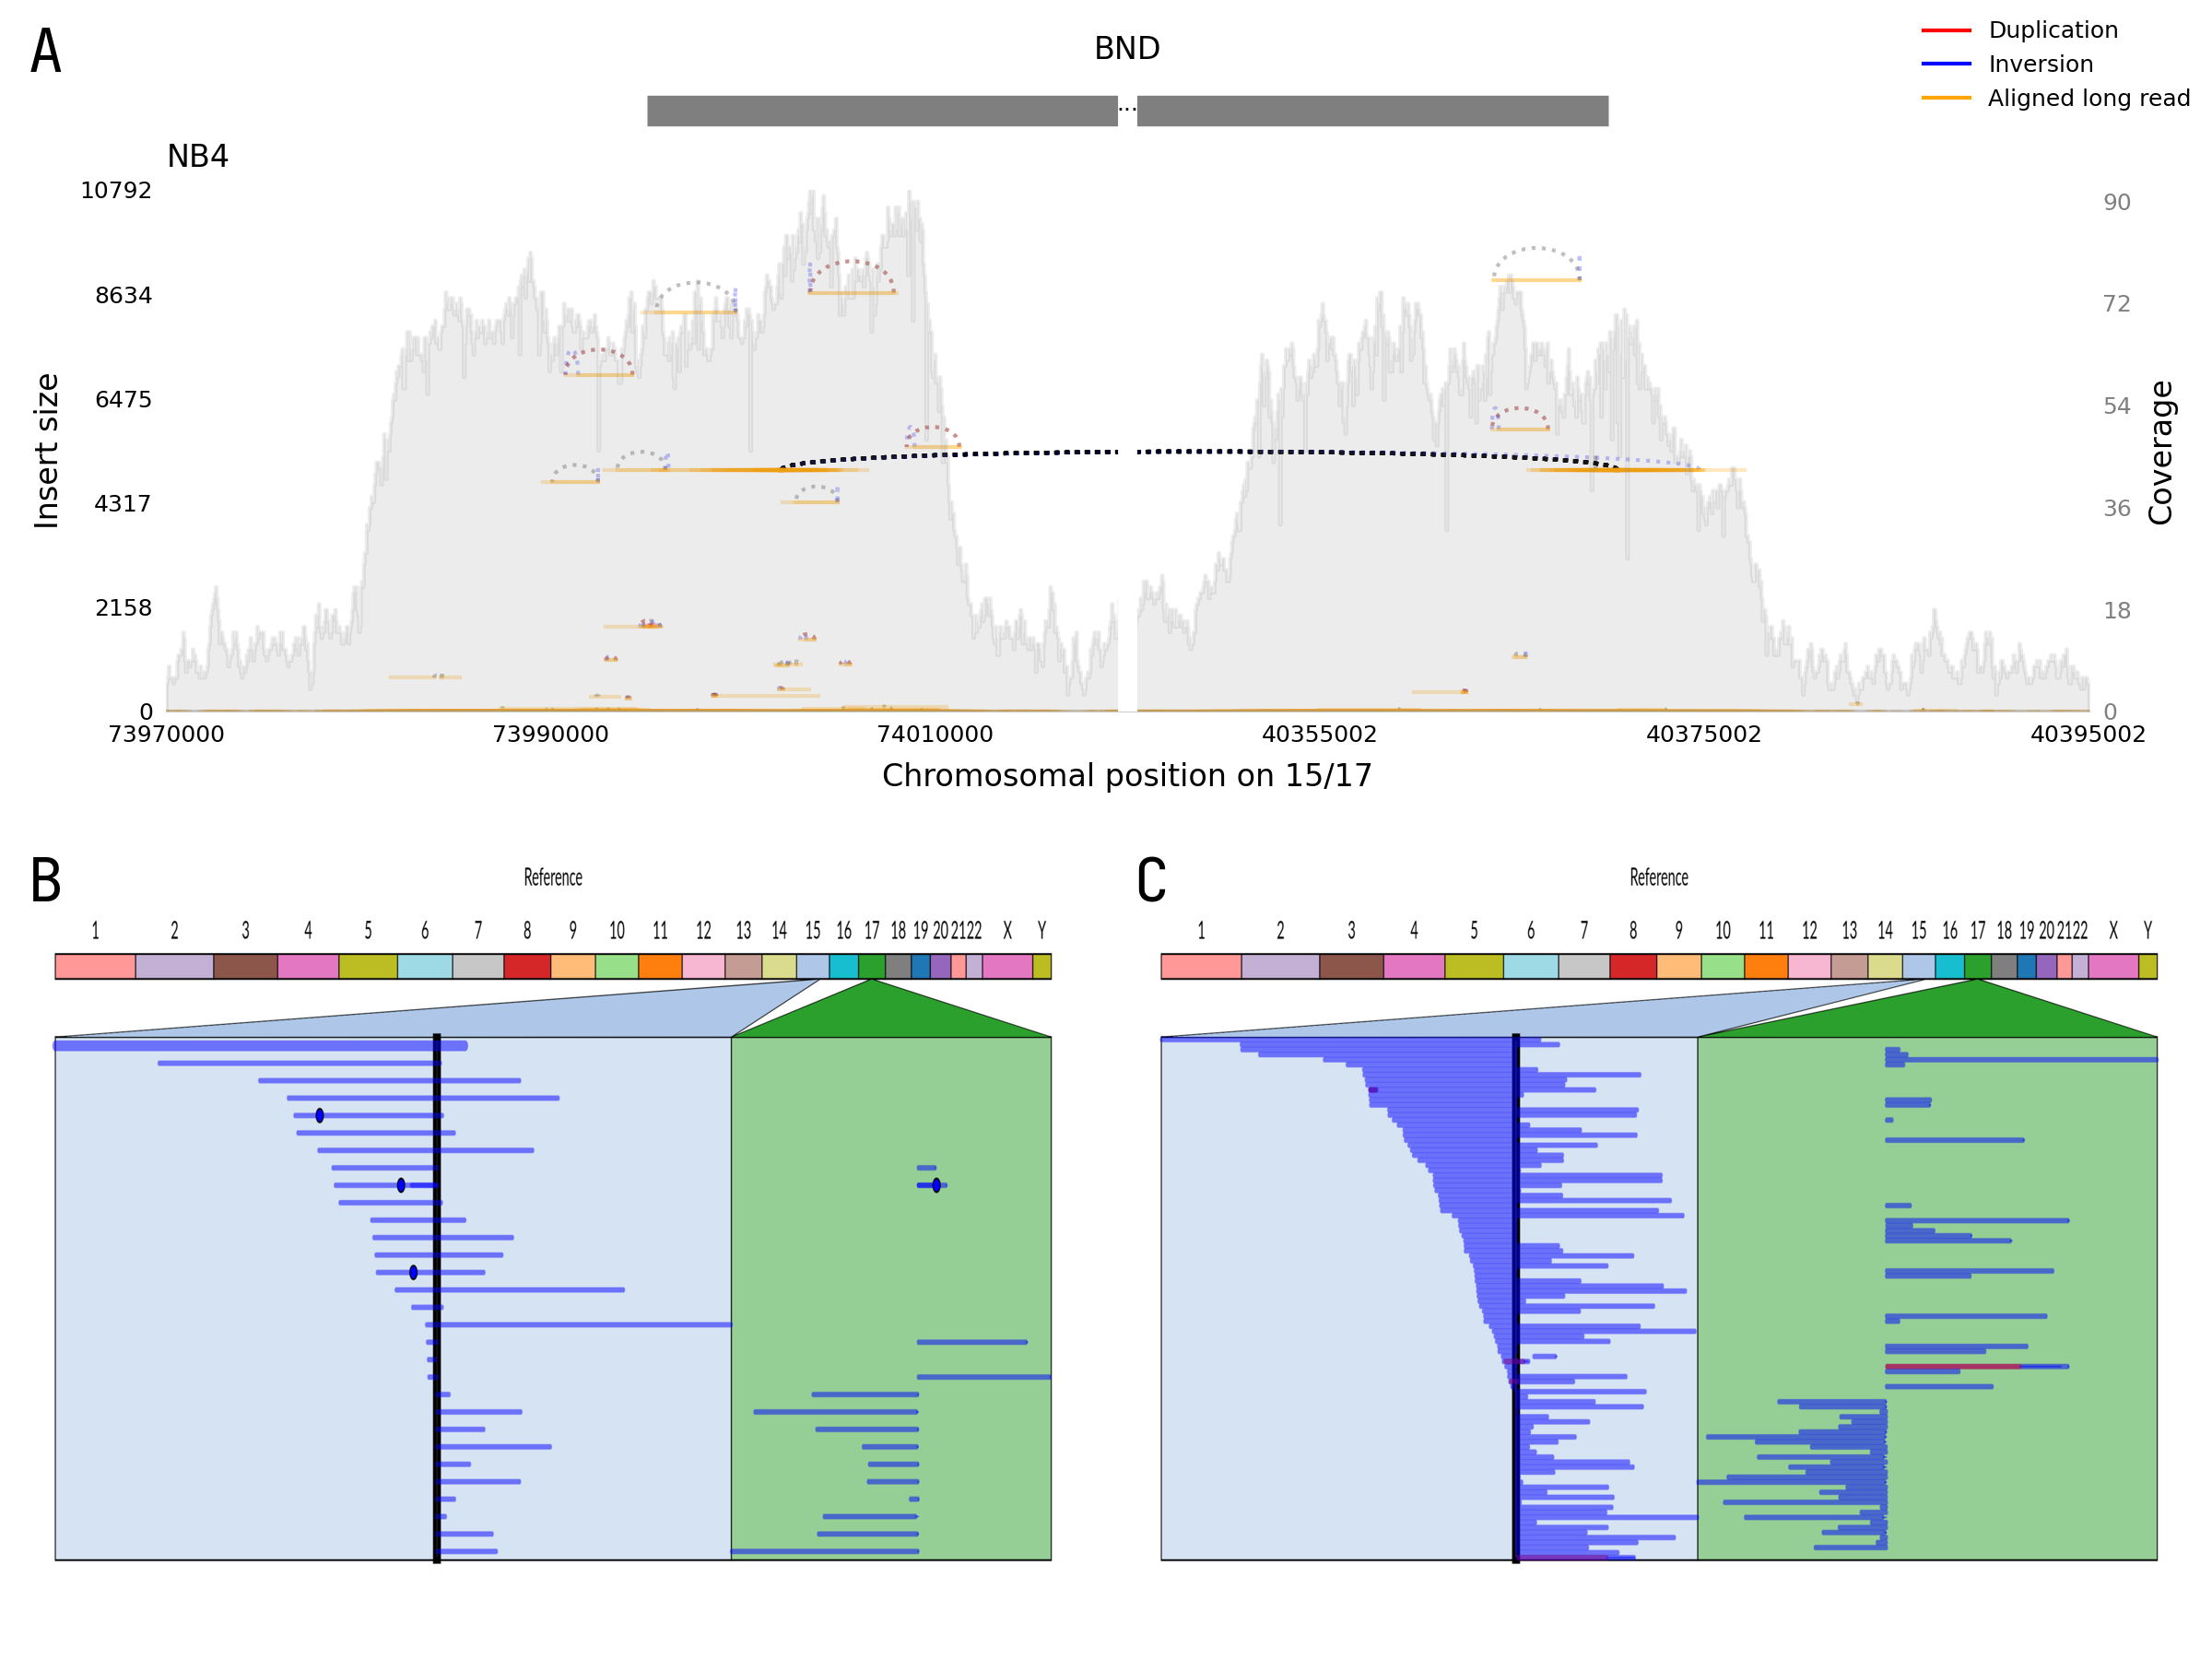 A
BND
Duplication
Inversion
Aligned long read
...
NB4
10792
8634
6475
4317
2158
0
Insert size
90
72
54
36
18
0
Coverage
73970000 73990000 74010000 40355002 40375002 40395002
Chromosomal position on 15/17
B
Reference
1 2 3 4 5 6 7 8 9 10 11 12 13 14 15 16 17 18 19 20 21 22 X Y
C
Reference
1 2 3 4 5 6 7 8 9 10 11 12 13 14 15 16 17 18 19 20 21 22 X Y